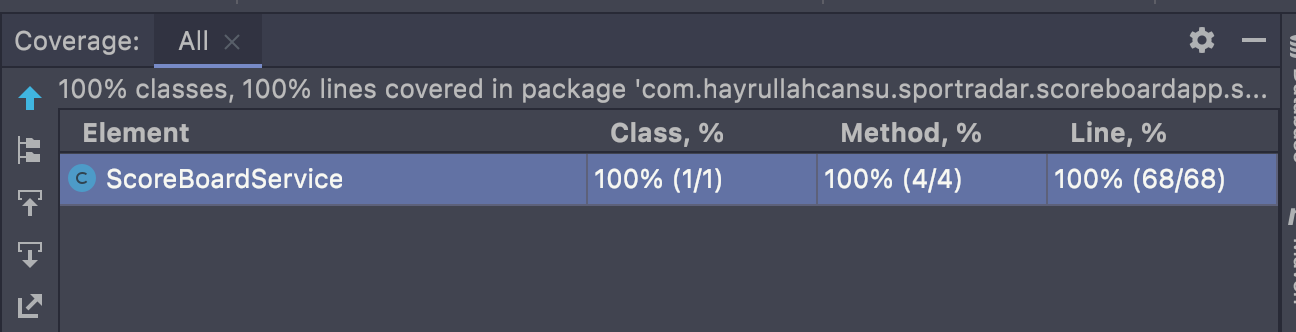 Coverage: All ×
100% classes, 100% lines covered in package 'com.hayrullahcansu.sportradar.scoreboardapp.s...
Element Class, % Method, % Line, %
C ScoreBoardService 100% (1/1) 100% (4/4) 100% (68/68)